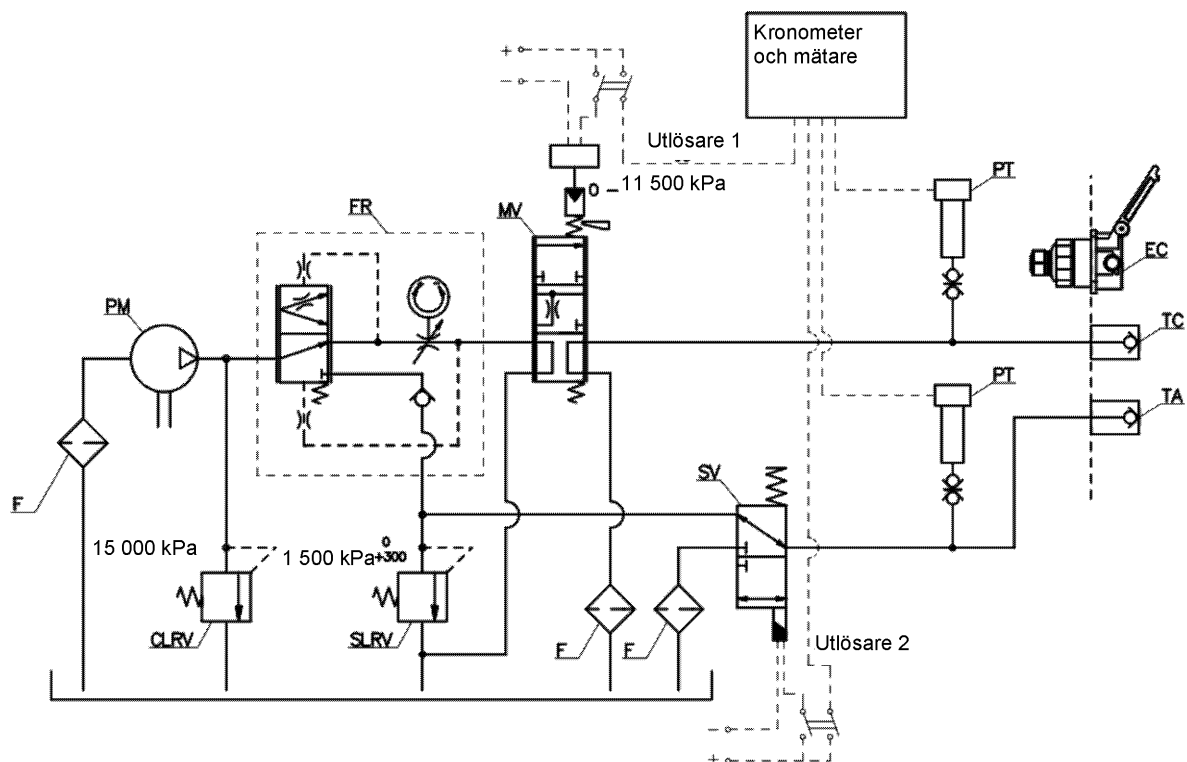 Kronometer
och mätare
+
−
Utlösare 1
0 − 11 500 kPa
PT
FR
MV
EC
PM
TC
PT
TA
SV
F
15 000 kPa
1 500 kPa 0
+300
CLRV
SLRV
F
F
Utlösare 2
−
+